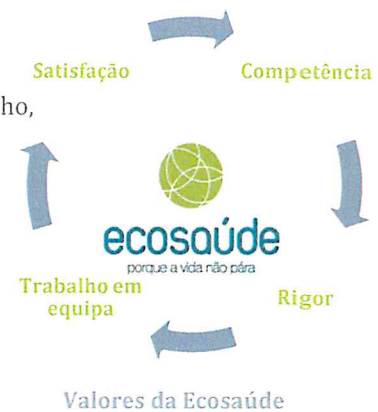 Satisfação
Competência
ho,
ecosaúde
porque a vida não pára
Trabalho em
equipa
Rigor
Valores da Ecosaúde